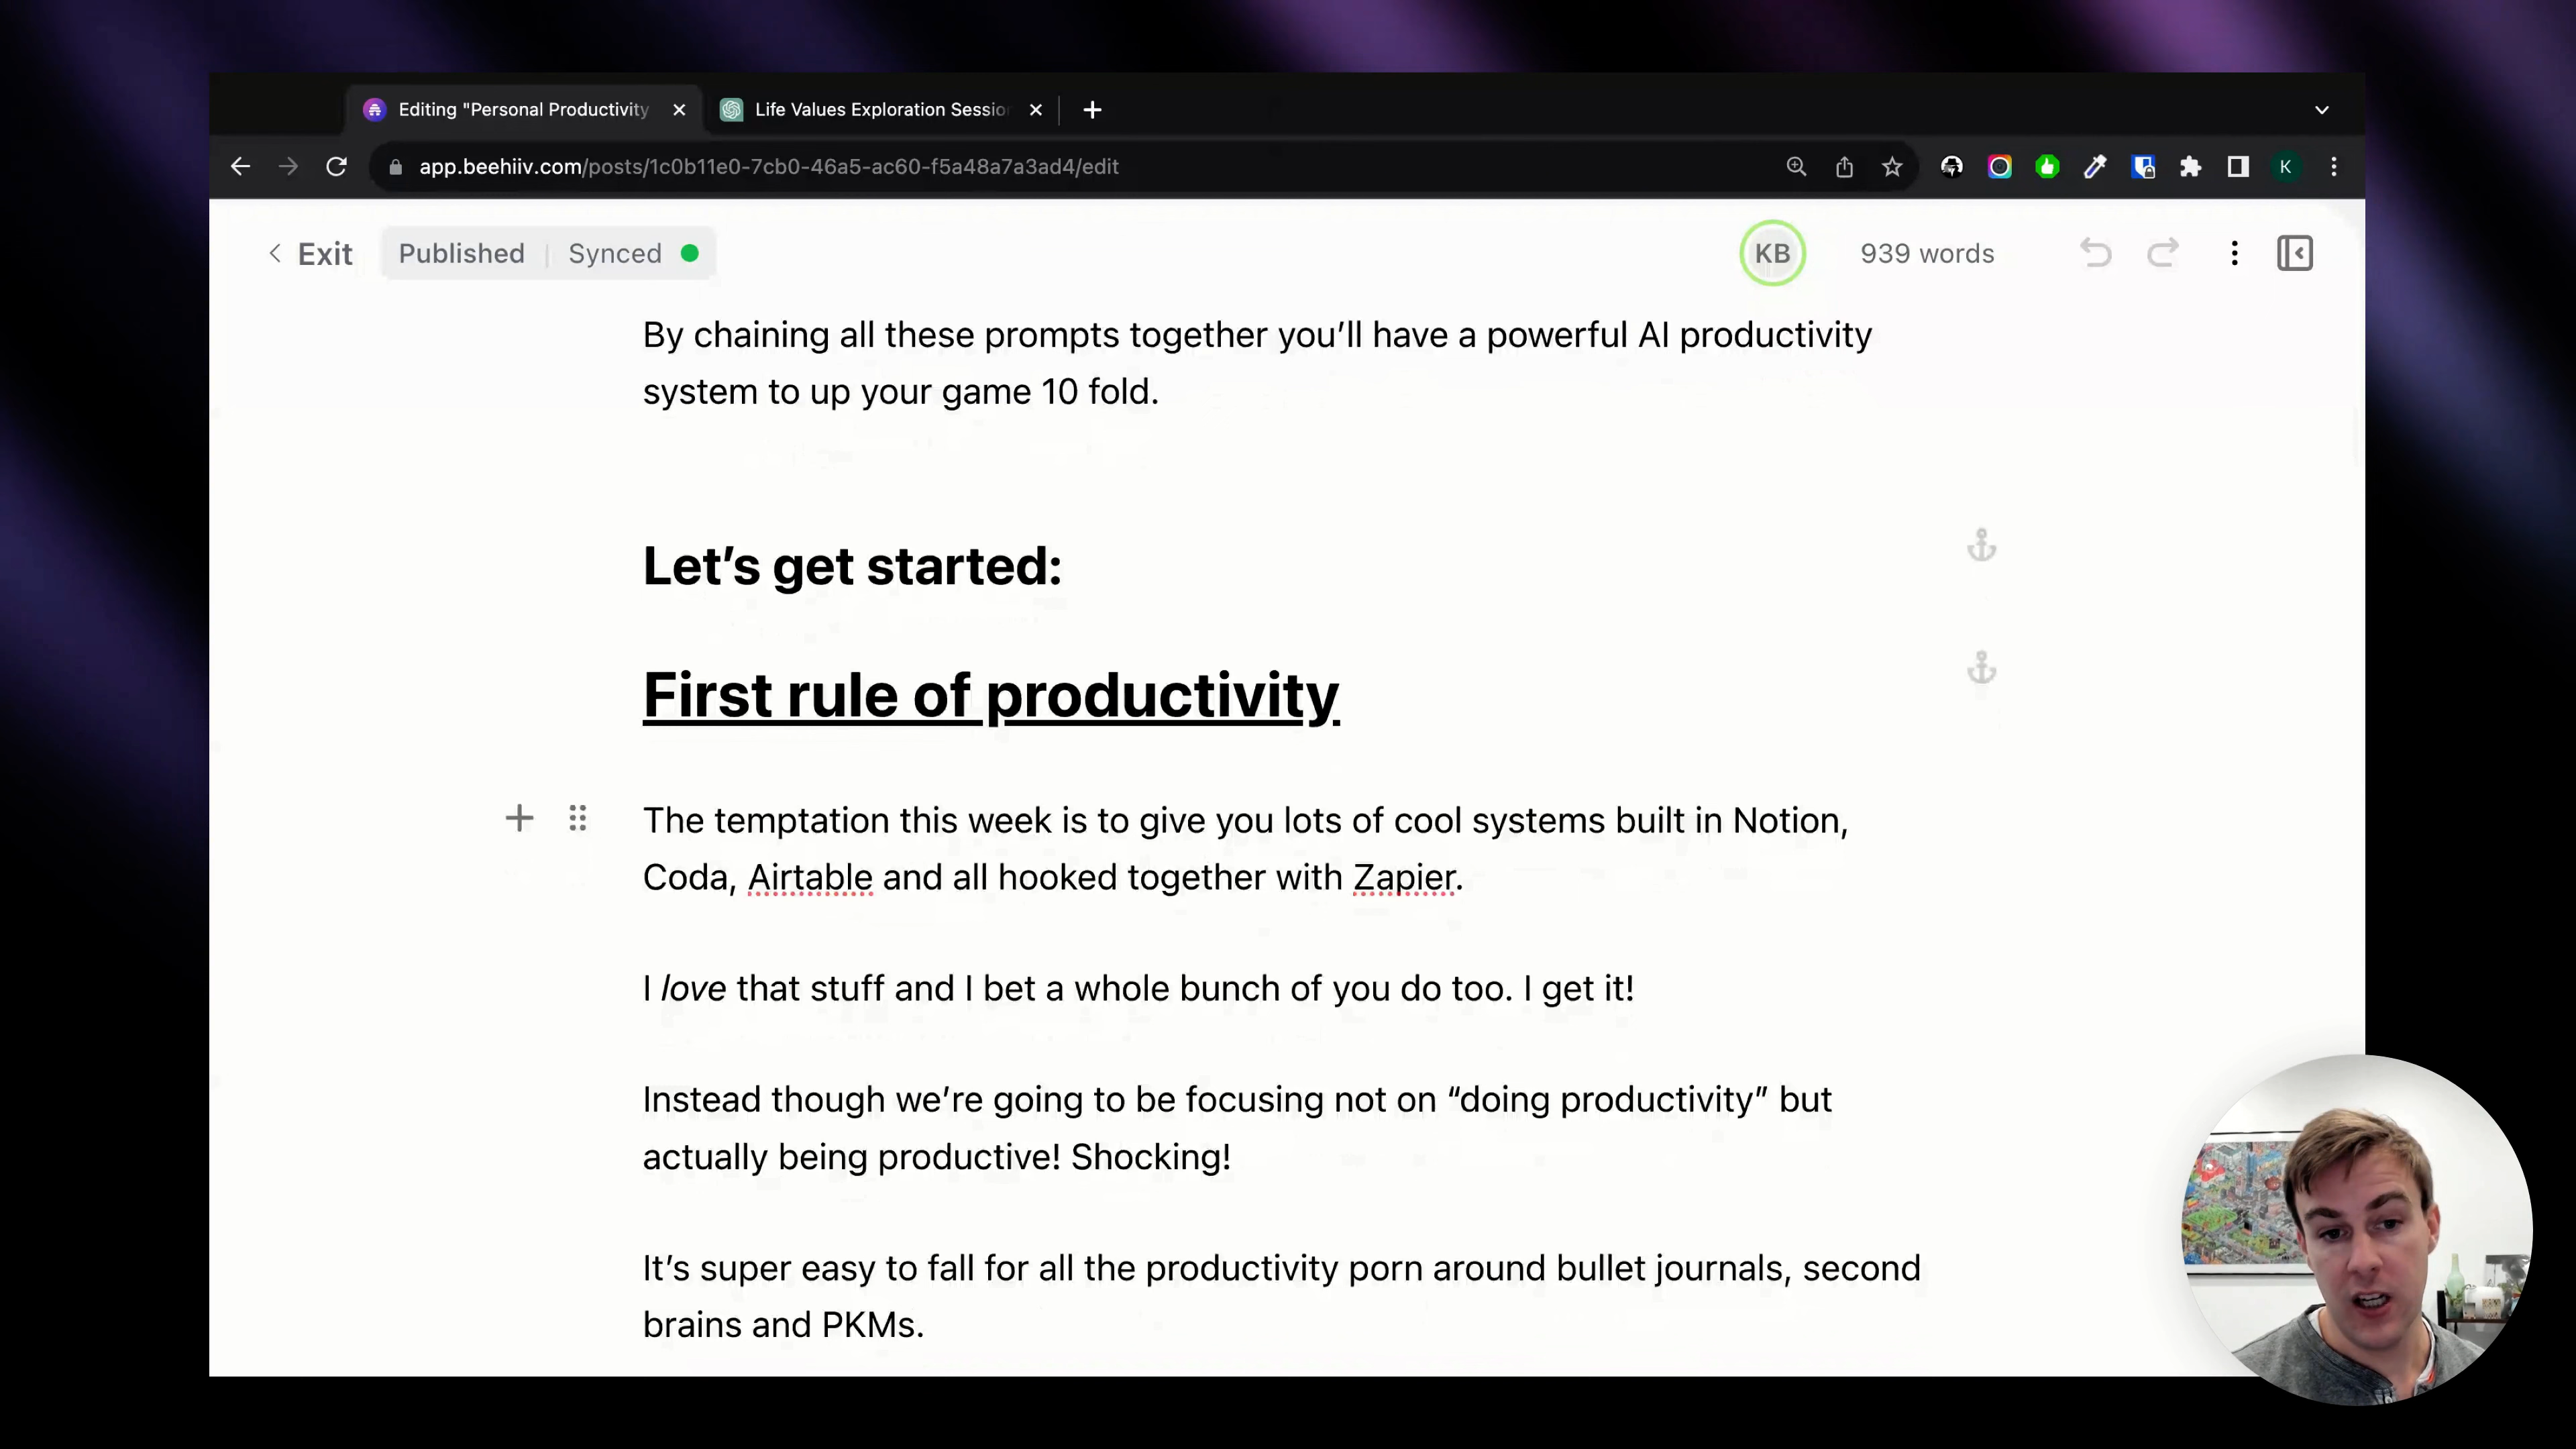 Editing "Personal Productivity
Life Values Exploration Sessio
app.beehiiv.com/posts/1c0b11e0-7cb0-46a5-ac60-f5a48a7a3ad4/edit
K
Exit
Published | Synced
KB
939 words
By chaining all these prompts together you’ll have a powerful AI productivity
system to up your game 10 fold.
Let’s get started:
First rule of productivity
The temptation this week is to give you lots of cool systems built in Notion,
Coda, Airtable and all hooked together with Zapier.
I love that stuff and I bet a whole bunch of you do too. I get it!
Instead though we’re going to be focusing not on “doing productivity” but
actually being productive! Shocking!
It’s super easy to fall for all the productivity porn around bullet journals, second
brains and PKMs.